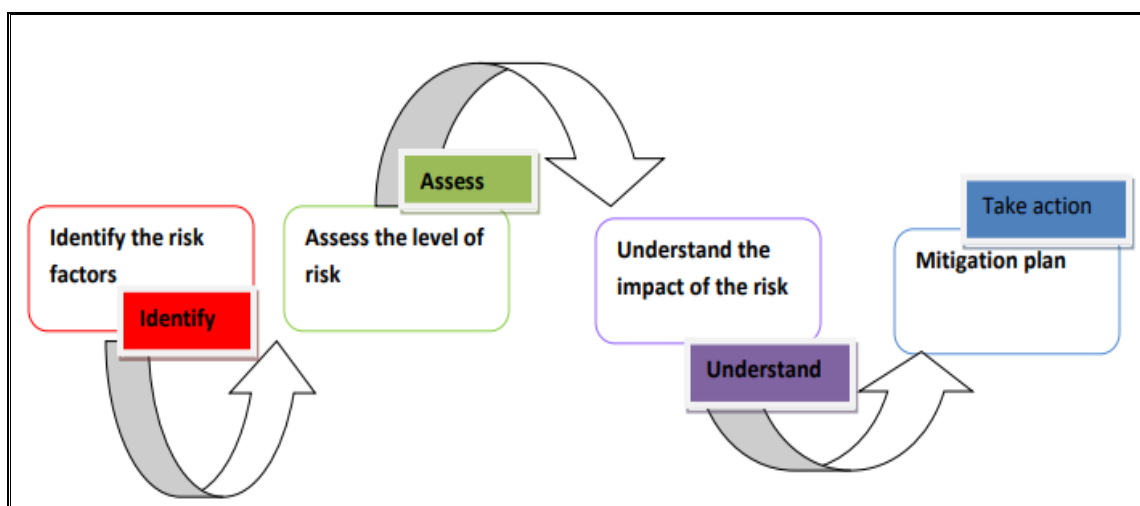 Identify the risk
factors
Identify
Assess
Assess the level of
risk
Understand the
impact of the risk
Understand
Take action
Mitigation plan